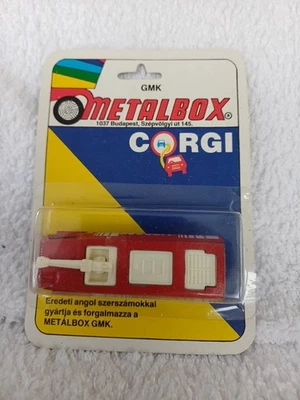 GMK
METALBOX®
1037 Budapest, Szépvölgyi út 145.
CORGI
Eredeti angol szerszámokkal
gyártja és forgalmazza a
METALBOX GMK.